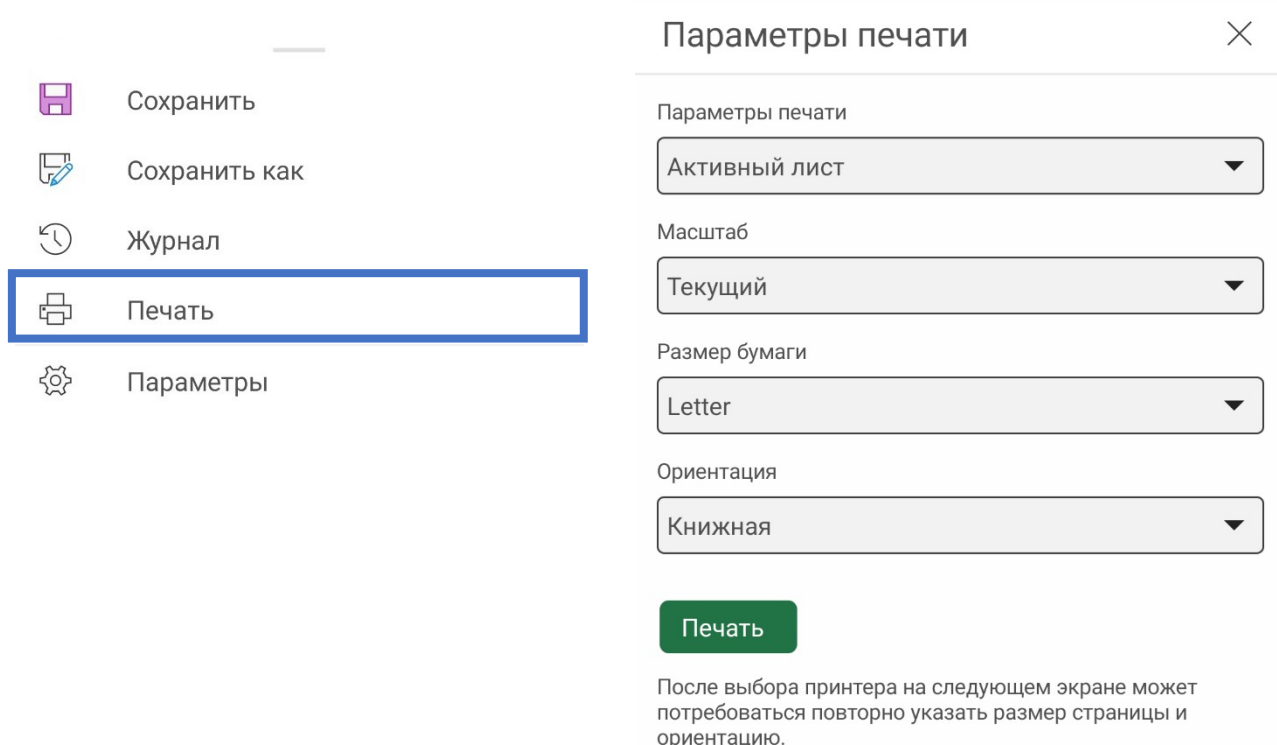 Сохранить
Сохранить как
Журнал
Печать
Параметры
Параметры печати
Параметры печати
Активный лист
Масштаб
Текущий
Размер бумаги
Letter
Ориентация
Книжная
Печать
После выбора принтера на следующем экране может
потребоваться повторно указать размер страницы и
ориентацию.